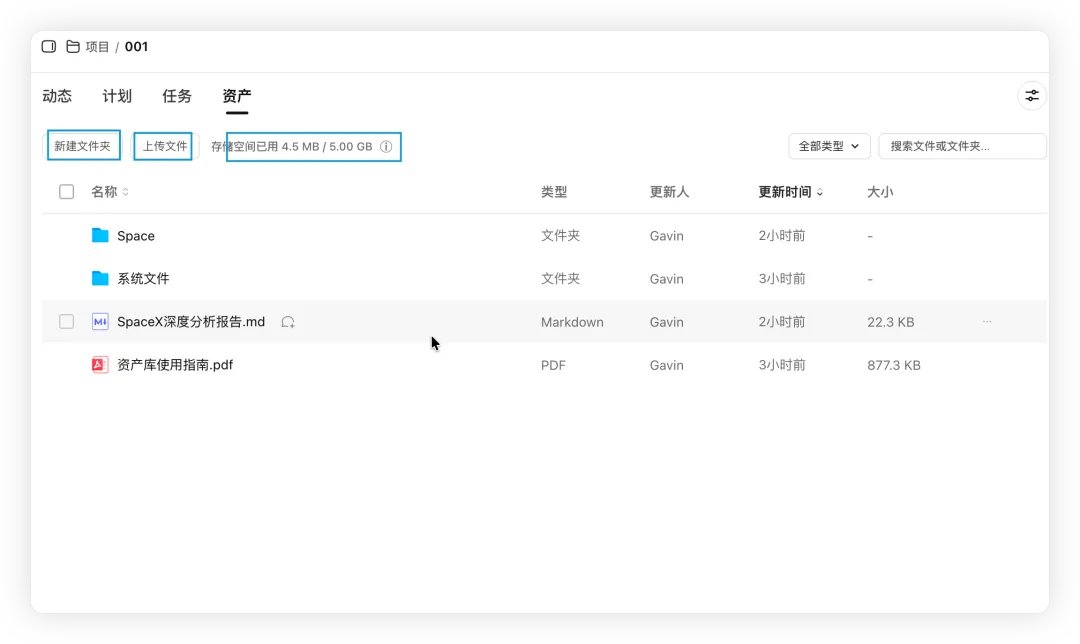 项目 / 001
动态 计划 任务 资产
新建文件夹 上传文件 存储空间已用 4.5 MB / 5.00 GB 全部类型 搜索文件或文件夹...
名称 类型 更新人 更新时间 大小
Space 文件夹 Gavin 2小时前 -
系统文件 文件夹 Gavin 3小时前 -
SpaceX深度分析报告.md Markdown Gavin 2小时前 22.3 KB ...
资产库使用指南.pdf PDF Gavin 3小时前 877.3 KB